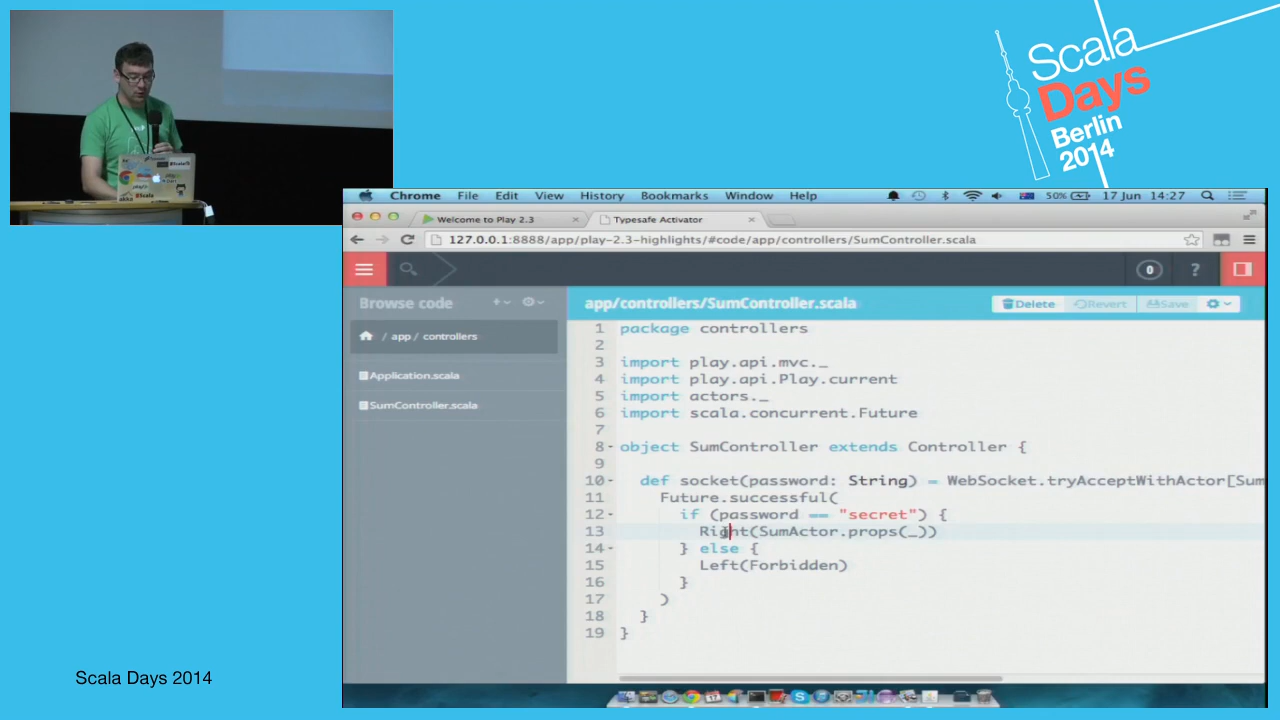 Scala
Days
Berlin
2014
Chrome File Edit View History Bookmarks Window Help 50% 17 Jun 14:27
Welcome to Play 2.3 Typesafe Activator
127.0.0.1:8888/app/play-2.3-highlights/#code/app/controllers/SumController.scala
0 ?
Browse code
/ app / controllers
Application.scala
SumController.scala
app/controllers/SumController.scala Delete Revert Save
1 package controllers
2
3 import play.api.mvc._
4 import play.api.Play.current
5 import actors._
6 import scala.concurrent.Future
7
8 object SumController extends Controller {
9
10 def socket(password: String) = WebSocket.tryAcceptWithActor[Sum
11 Future.successful(
12 if (password == "secret") {
13 Right(SumActor.props(_))
14 } else {
15 Left(Forbidden)
16 }
17 )
18 }
19 }
Scala Days 2014